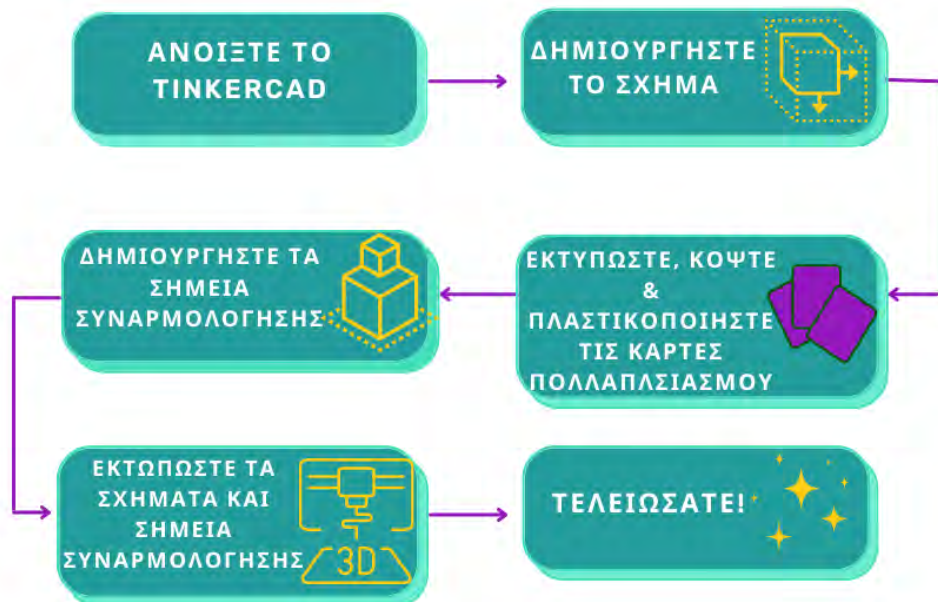 ΑΝΟΙΞΤΕ ΤΟ
TINKERCAD
ΔΗΜΙΟΥΡΓΗΣΤΕ
ΤΟ ΣΧΗΜΑ
ΕΚΤΥΠΩΣΤΕ, ΚΟΨΤΕ
&
ΠΛΑΣΤΙΚΟΠΟΙΗΣΤΕ
ΤΙΣ ΚΑΡΤΕΣ
ΠΟΛΛΑΠΛΣΙΑΣΜΟΥ
ΔΗΜΙΟΥΡΓΗΣΤΕ ΤΑ
ΣΗΜΕΙΑ
ΣΥΝΑΡΜΟΛΟΓΗΣΗΣ
ΕΚΤΩΠΩΣΤΕ ΤΑ
ΣΧΗΜΑΤΑ ΚΑΙ
ΣΗΜΕΙΑ
ΣΥΝΑΡΜΟΛΟΓΗΣΗΣ
3D
ΤΕΛΕΙΩΣΑΤΕ!